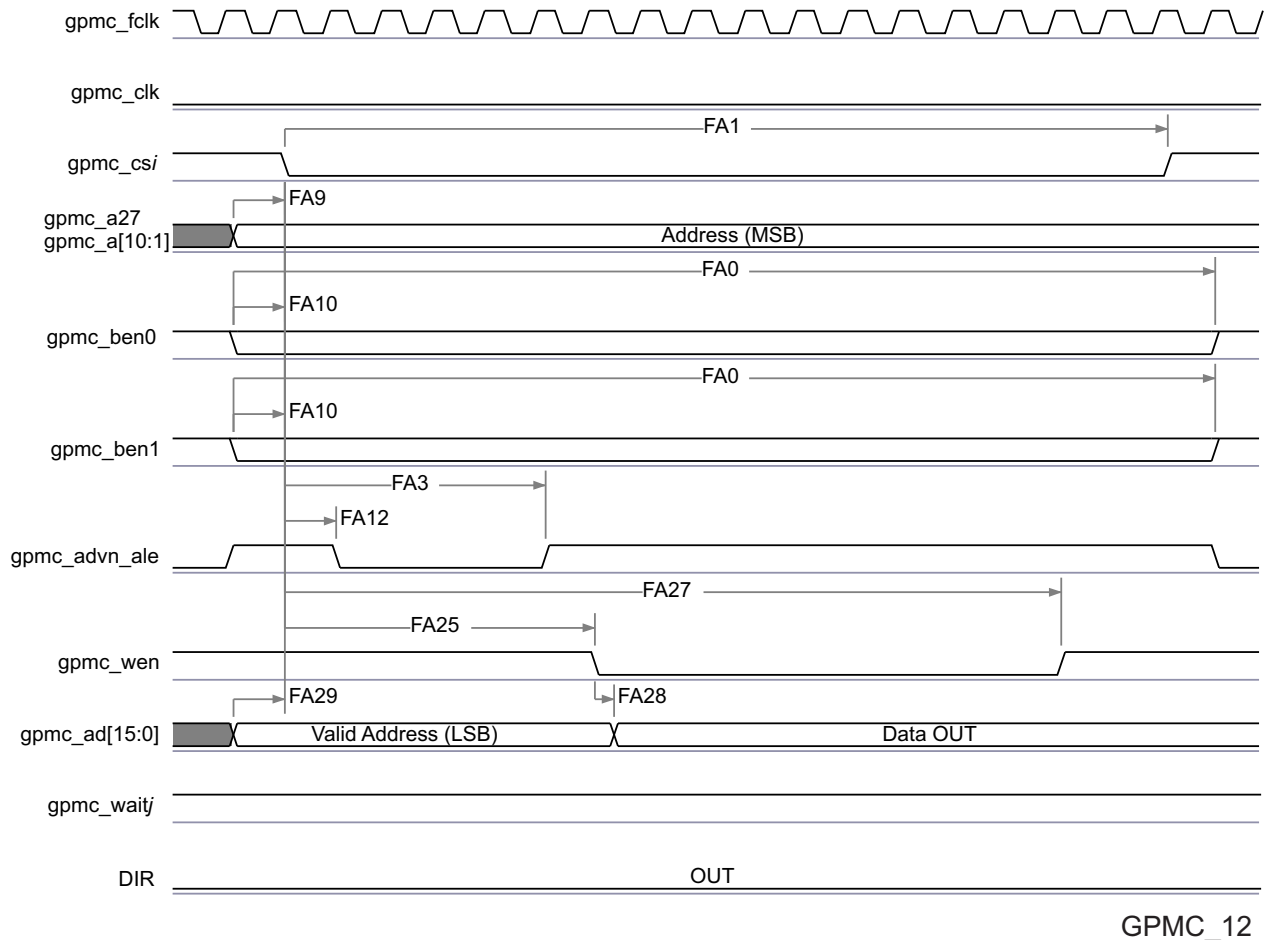 gpmc_fclk
gpmc_clk
FA1
gpmc_csi
FA9
gpmc_a27
gpmc_a[10:1]
Address (MSB)
FA0
FA10
gpmc_ben0
FA0
FA10
gpmc_ben1
FA3
FA12
gpmc_advn_ale
FA27
FA25
gpmc_wen
FA29
FA28
gpmc_ad[15:0]
Valid Address (LSB)
Data OUT
gpmc_waitj
DIR
OUT
GPMC_12